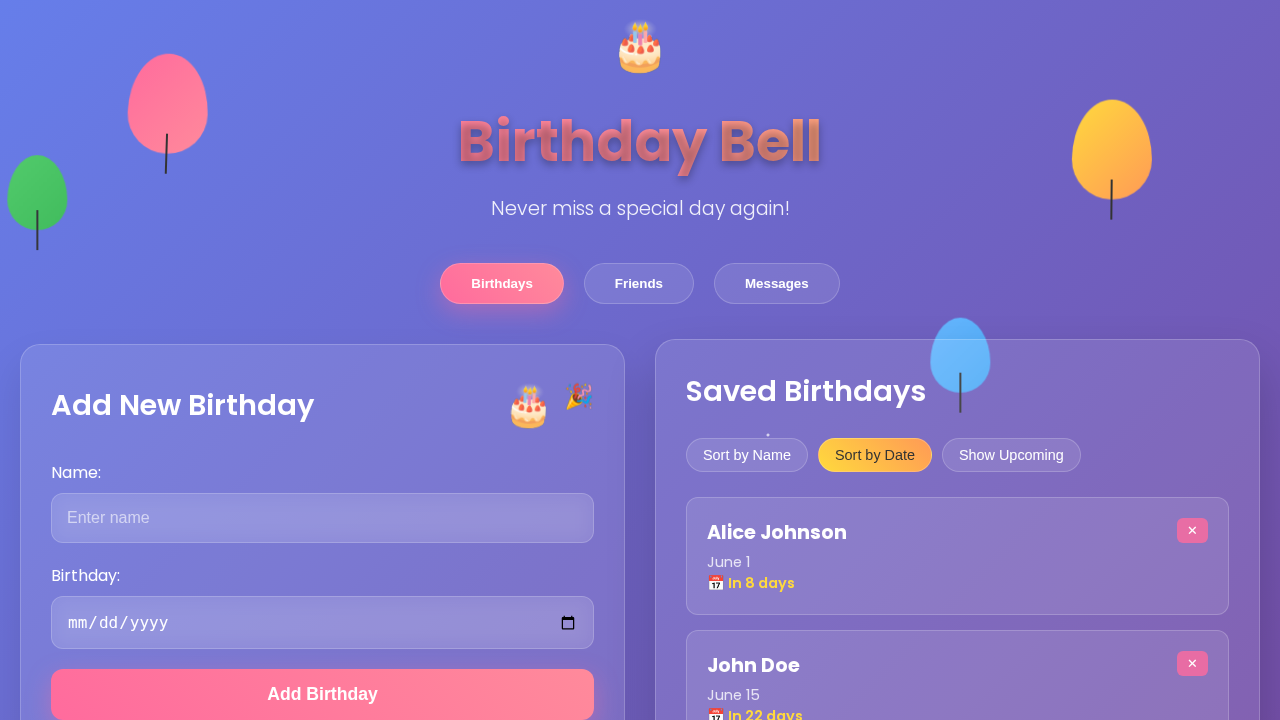 Birthday Bell
Never miss a special day again!
Birthdays
Friends
Messages
Add New Birthday
Name:
Enter name
Birthday:
mm/dd/yyyy
Add Birthday
Saved Birthdays
Sort by Name
Sort by Date
Show Upcoming
Alice Johnson
×
June 1
📅 In 8 days
John Doe
×
June 15
📅 In 22 days